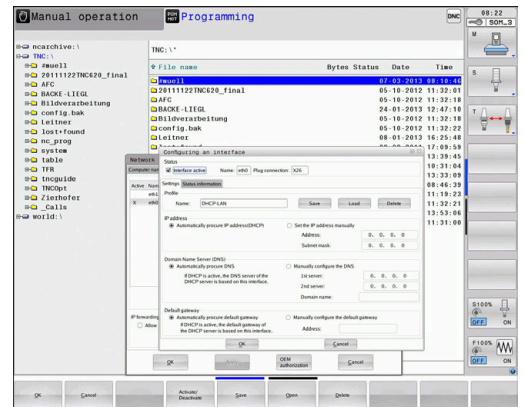 Manual operation
PGM
MGT
Programming
DNC
08:22
SOM_3
ncarchive:\
TNC:\
#muell
20111122TNC620_final
AFC
BACKE-LIEGL
Bildverarbeitung
config.bak
Leitner
lost+found
nc_prog
system
table
TFR
tncguide
TNCOpt
Zierhofer
_Calls
world:\
TNC:\*
File name Bytes Status Date Time
#muell 07-03-2013 08:10:46
20111122TNC620_final 05-10-2012 11:32:01
AFC 05-10-2012 11:32:18
BACKE-LIEGL 24-01-2013 12:47:10
Bildverarbeitung 05-10-2012 11:32:18
config.bak 05-10-2012 11:32:22
Leitner 08-01-2013 16:25:48
17:09:59
13:39:45
10:31:04
13:33:09
08:46:39
11:19:23
11:32:21
13:53:06
11:31:00
Network
Computer nam
Active Nam
eth1
X eth0
IP forwarding
Allow
Configuring an interface
Status
Interface active Name: eth0 Plug connection: X26
Settings Status information
Profile
Name: DHCP-LAN Save Load Delete
IP address
Automatically procure IP address(DHCP) Set the IP address manually
Address: 0. 0. 0. 0
Subnet mask: 0. 0. 0. 0
Domain Name Server (DNS)
Automatically procure DNS Manually configure the DNS
If DHCP is active, the DNS server of the
DHCP server is based on this interface.
1st server: 0. 0. 0. 0
2nd server: 0. 0. 0. 0
Domain name:
Default gateway
Automatically procure default gateway Manually configure the default gateway
If DHCP is active, the default gateway of
the DHCP server is based on this interface.
Address:
OK Cancel
OK Apply OEM
authorization Cancel
M
S
T
S100%
OFF ON
F100%
OFF ON
OK Cancel Activate/
Deactivate Save Open Delete